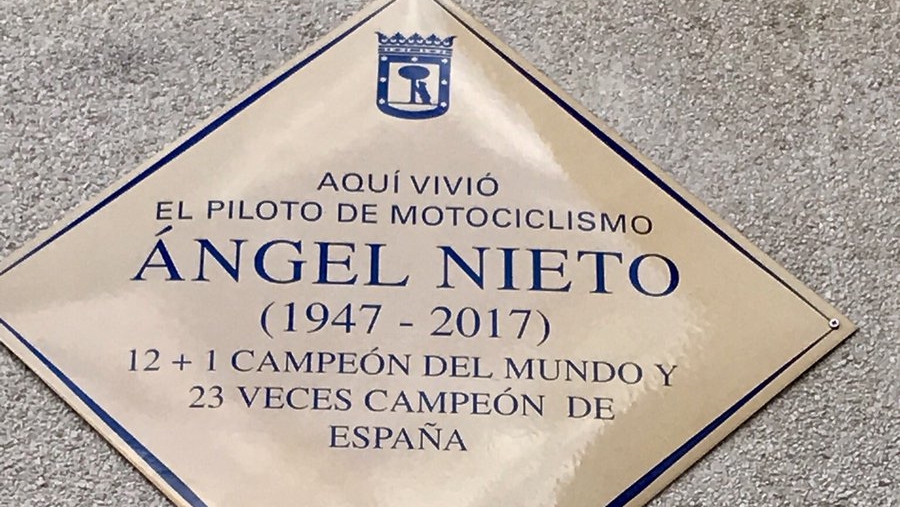 AQUÍ VIVIÓ
EL PILOTO DE MOTOCICLISMO
ÁNGEL NIETO
(1947 - 2017)
12 + 1 CAMPEÓN DEL MUNDO Y
23 VECES CAMPEÓN DE
ESPAÑA